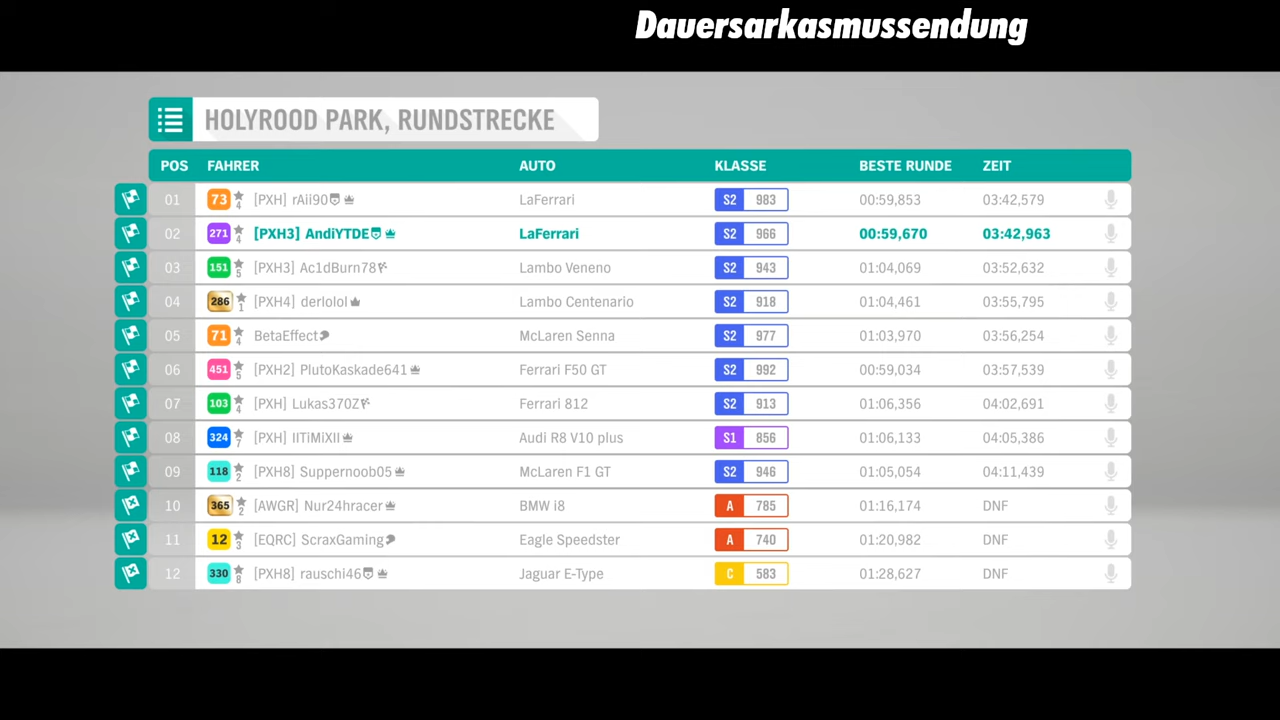 Dauersarkasmussendung
HOLYROOD PARK, RUNDSTRECKE
POS FAHRER AUTO KLASSE BESTE RUNDE ZEIT
01 73 4 [PXH] rAii90 LaFerrari S2 983 00:59,853 03:42,579
02 271 4 [PXH3] AndiYTDE LaFerrari S2 966 00:59,670 03:42,963
03 151 5 [PXH3] Ac1dBurn78 Lambo Veneno S2 943 01:04,069 03:52,632
04 286 1 [PXH4] derlolol Lambo Centenario S2 918 01:04,461 03:55,795
05 71 4 BetaEffect McLaren Senna S2 977 01:03,970 03:56,254
06 451 5 [PXH2] PlutoKaskade641 Ferrari F50 GT S2 992 00:59,034 03:57,539
07 103 4 [PXH] Lukas370Z Ferrari 812 S2 913 01:06,356 04:02,691
08 324 7 [PXH] IITiMiXII Audi R8 V10 plus S1 856 01:06,133 04:05,386
09 118 2 [PXH8] Suppernoob05 McLaren F1 GT S2 946 01:05,054 04:11,439
10 365 2 [AWGR] Nur24hracer BMW i8 A 785 01:16,174 DNF
11 12 3 [EQRC] ScraxGaming Eagle Speedster A 740 01:20,982 DNF
12 330 8 [PXH8] rauschi46 Jaguar E-Type C 583 01:28,627 DNF